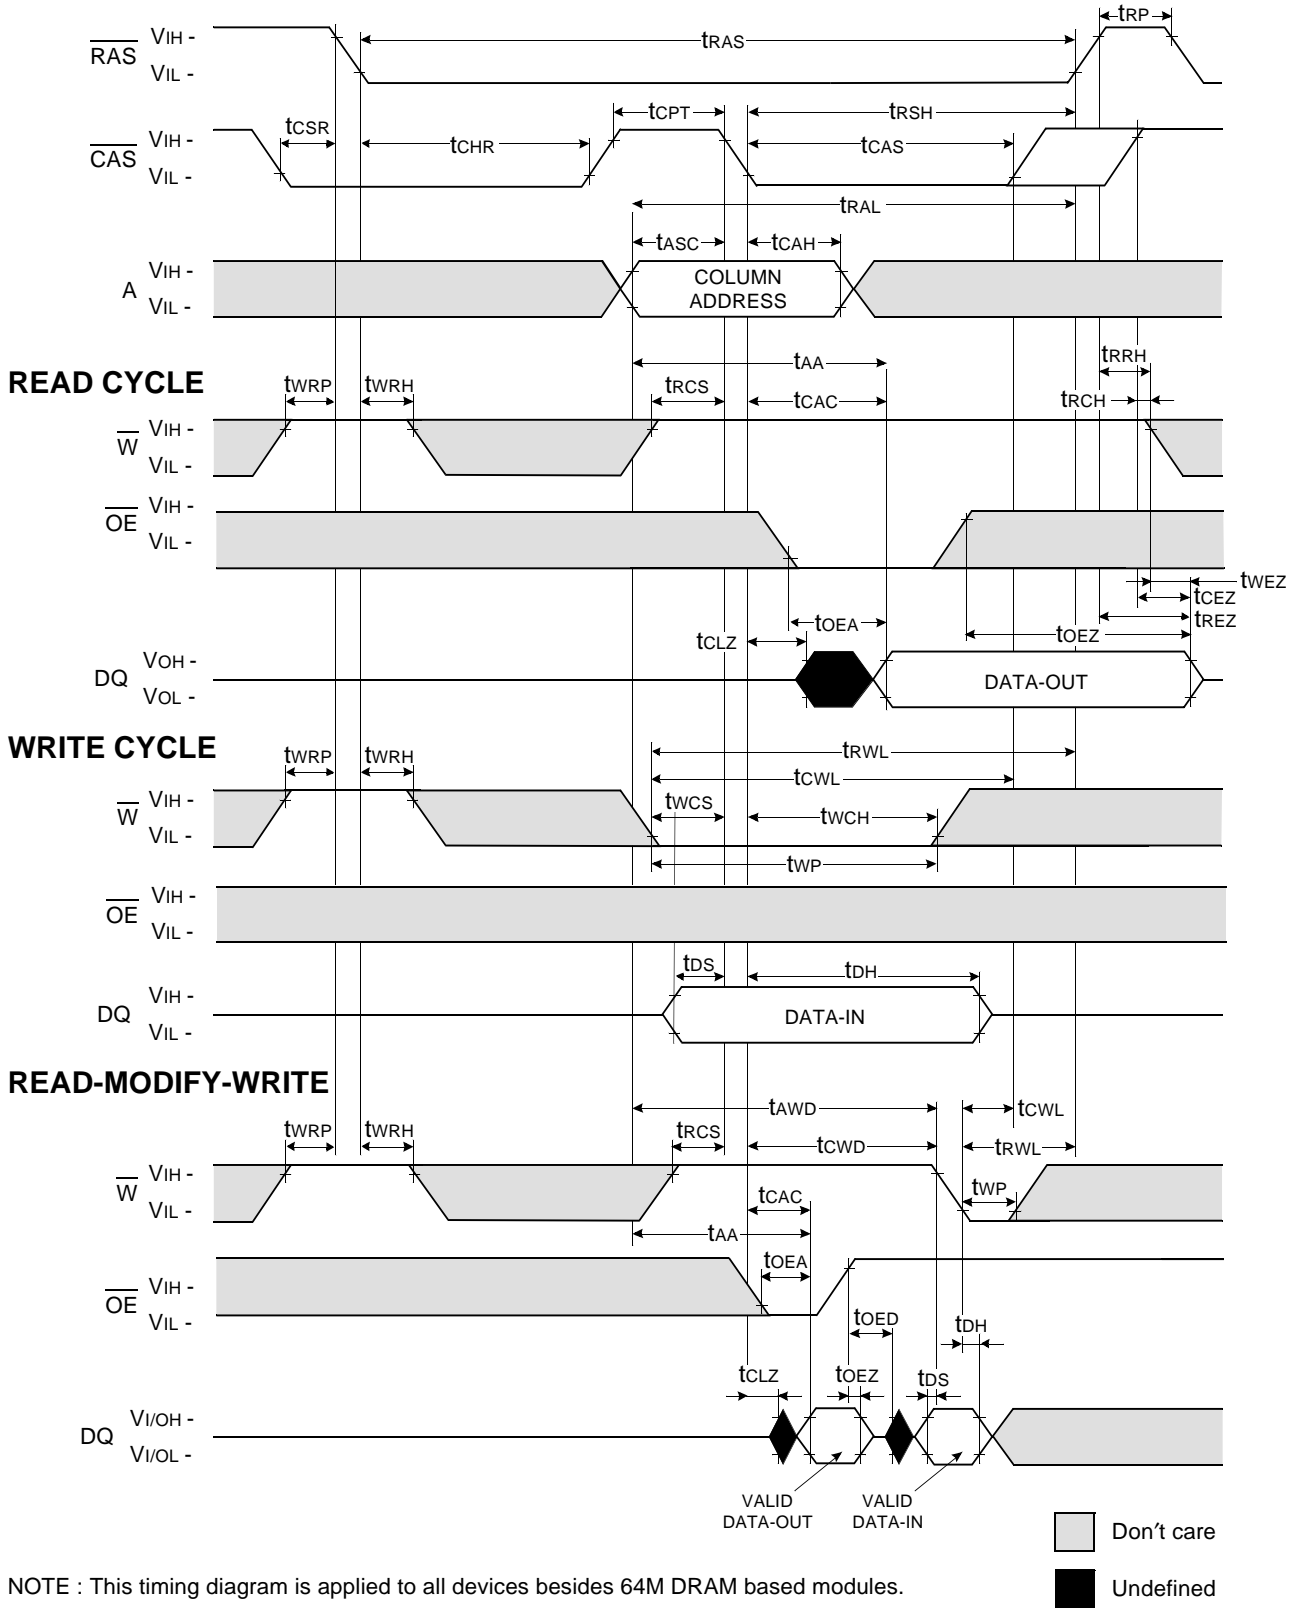 tRP
RAS
VIH -
VIL -
tRAS
tCPT
tRSH
CAS
VIH -
VIL -
tCSR
tCHR
tCAS
tRAL
tASC
tCAH
A
VIH -
VIL -
COLUMN
ADDRESS
READ CYCLE
tAA
tRRH
tWRP
tWRH
tRCS
tCAC
tRCH
W
VIH -
VIL -
OE
VIH -
VIL -
tWEZ
tCEZ
tREZ
tOEA
tOEZ
tCLZ
DQ
VOH -
VOL -
DATA-OUT
WRITE CYCLE
tWRP
tWRH
tRWL
tCWL
W
VIH -
VIL -
tWCS
tWCH
tWP
OE
VIH -
VIL -
tDS
tDH
DQ
VIH -
VIL -
DATA-IN
READ-MODIFY-WRITE
tAWD
tCWL
tWRP
tWRH
tRCS
tCWD
tRWL
W
VIH -
VIL -
tCAC
tWP
tAA
OE
VIH -
VIL -
tOEA
tOED
tDH
tCLZ
tOEZ
tDS
DQ
VI/OH -
VI/OL -
VALID
DATA-OUT
VALID
DATA-IN
Don′t care
NOTE : This timing diagram is applied to all devices besides 64M DRAM based modules.
Undefined